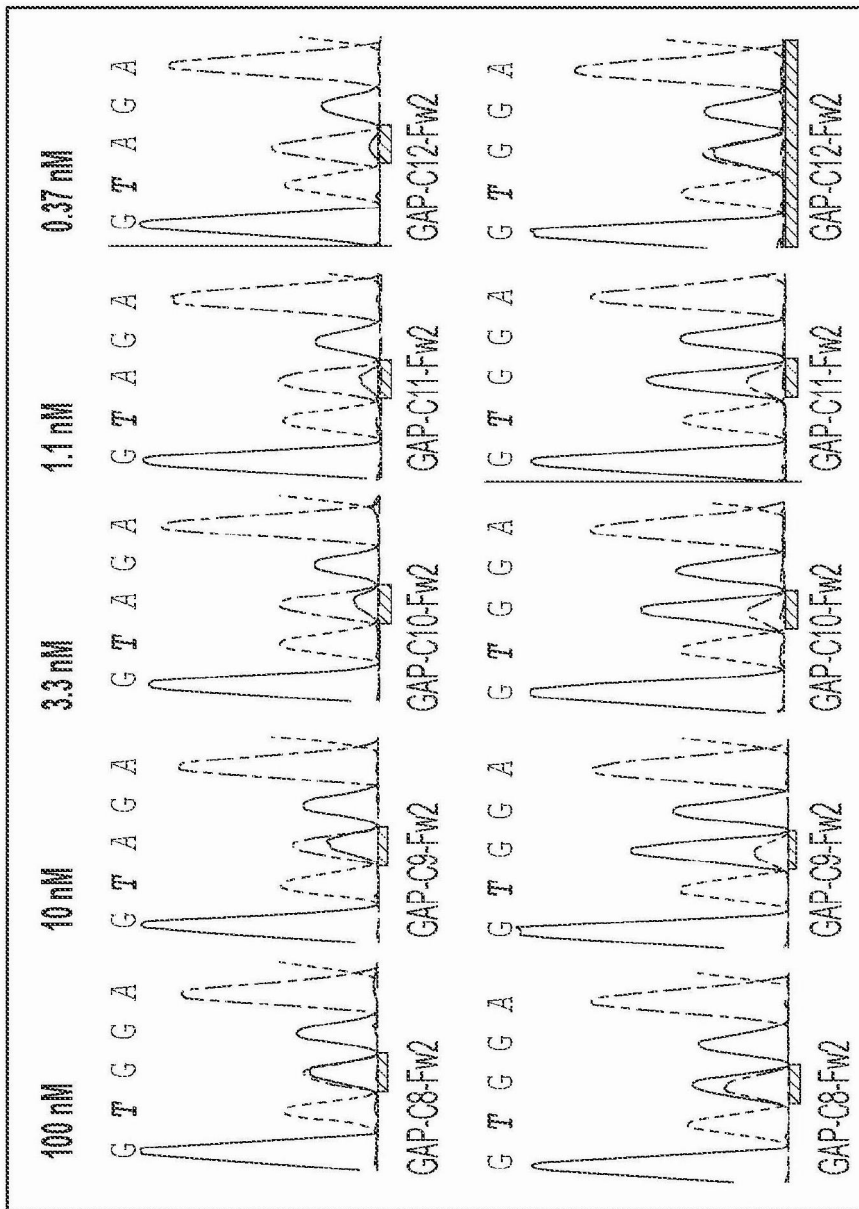 100 nM 10 nM 3.3 nM 1.1 nM 0.37 nM
G T G G A G T A G A G T A G A G T A G A G T A G A
GAP-C8-Fw2 GAP-C9-Fw2 GAP-C10-Fw2 GAP-C11-Fw2 GAP-C12-Fw2
G T G G A G T G G A G T G G A G T G G A G T G G A
GAP-C8-Fw2 GAP-C9-Fw2 GAP-C10-Fw2 GAP-C11-Fw2 GAP-C12-Fw2